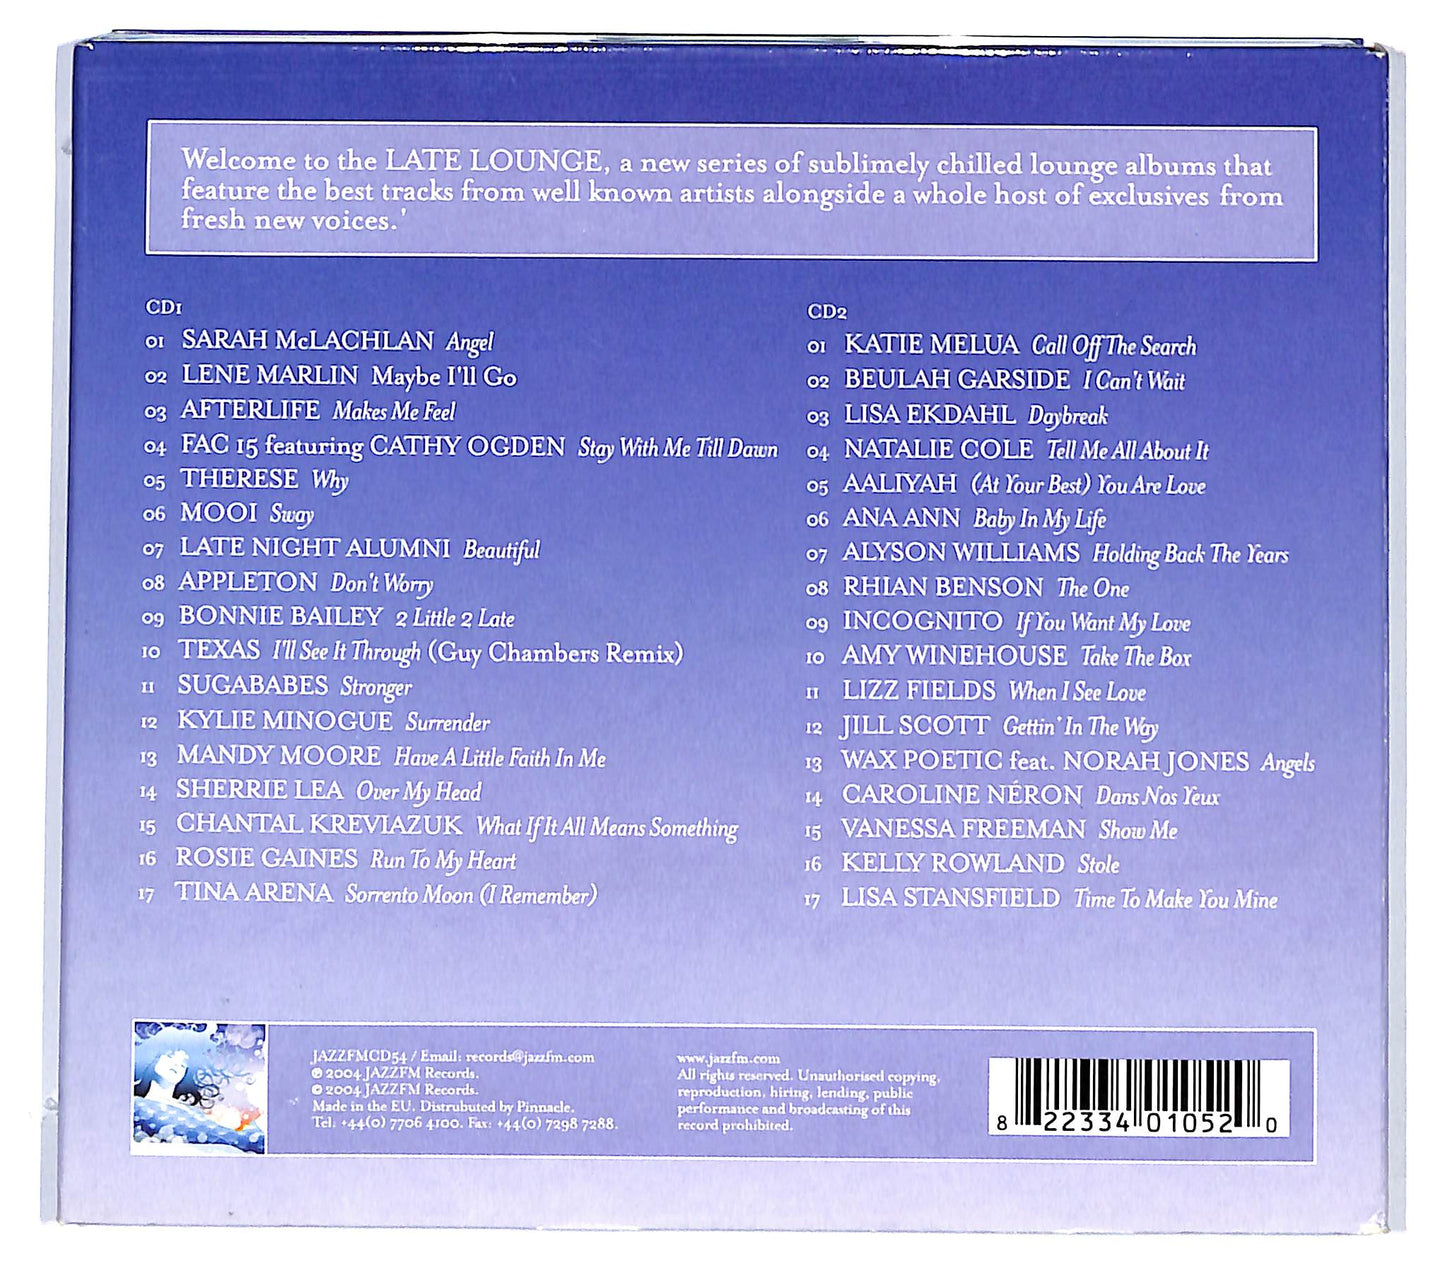 Welcome to the LATE LOUNGE, a new series of sublimely chilled lounge albums that
feature the best tracks from well known artists alongside a whole host of exclusives from
fresh new voices.'
CD1
01 SARAH McLACHLAN Angel
02 LENE MARLIN Maybe I'll Go
03 AFTERLIFE Makes Me Feel
04 FAC 15 featuring CATHY OGDEN Stay With Me Till Dawn
05 THERESE Why
06 MOOI Sway
07 LATE NIGHT ALUMNI Beautiful
08 APPLETON Don't Worry
09 BONNIE BAILEY 2 Little 2 Late
10 TEXAS I'll See It Through (Guy Chambers Remix)
11 SUGABABES Stronger
12 KYLIE MINOGUE Surrender
13 MANDY MOORE Have A Little Faith In Me
14 SHERRIE LEA Over My Head
15 CHANTAL KREVIAZUK What If It All Means Something
16 ROSIE GAINES Run To My Heart
17 TINA ARENA Sorrento Moon (I Remember)
CD2
01 KATIE MELUA Call Off The Search
02 BEULAH GARSIDE I Can't Wait
03 LISA EKDAHL Daybreak
04 NATALIE COLE Tell Me All About It
05 AALIYAH (At Your Best) You Are Love
06 ANA ANN Baby In My Life
07 ALYSON WILLIAMS Holding Back The Years
08 RHIAN BENSON The One
09 INCOGNITO If You Want My Love
10 AMY WINEHOUSE Take The Box
11 LIZZ FIELDS When I See Love
12 JILL SCOTT Gettin' In The Way
13 WAX POETIC feat. NORAH JONES Angels
14 CAROLINE NÉRON Dans Nos Yeux
15 VANESSA FREEMAN Show Me
16 KELLY ROWLAND Stole
17 LISA STANSFIELD Time To Make You Mine
JAZZFMCD54 / Email: records@jazzfm.com
℗ 2004 JAZZFM Records.
© 2004 JAZZFM Records.
Made in the EU. Distrubuted by Pinnacle.
Tel: +44(0) 7706 4100. Fax: +44(0) 7298 7288.
www.jazzfm.com
All rights reserved. Unauthorised copying,
reproduction, hiring, lending, public
performance and broadcasting of this
record prohibited.
8 22334 01052 0